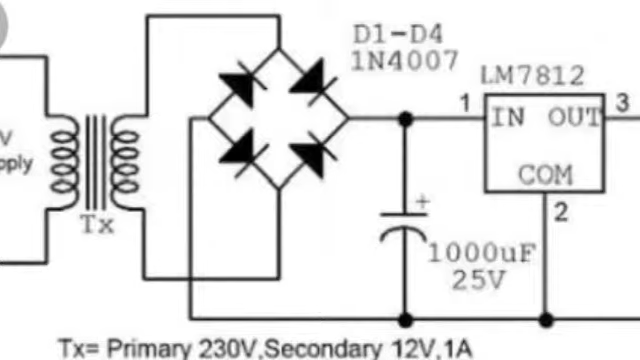 D1-D4
1N4007
LM7812
1
IN OUT
3
V
pply
COM
Tx
+
2
1000uF
25V
Tx= Primary 230V,Secondary 12V,1A